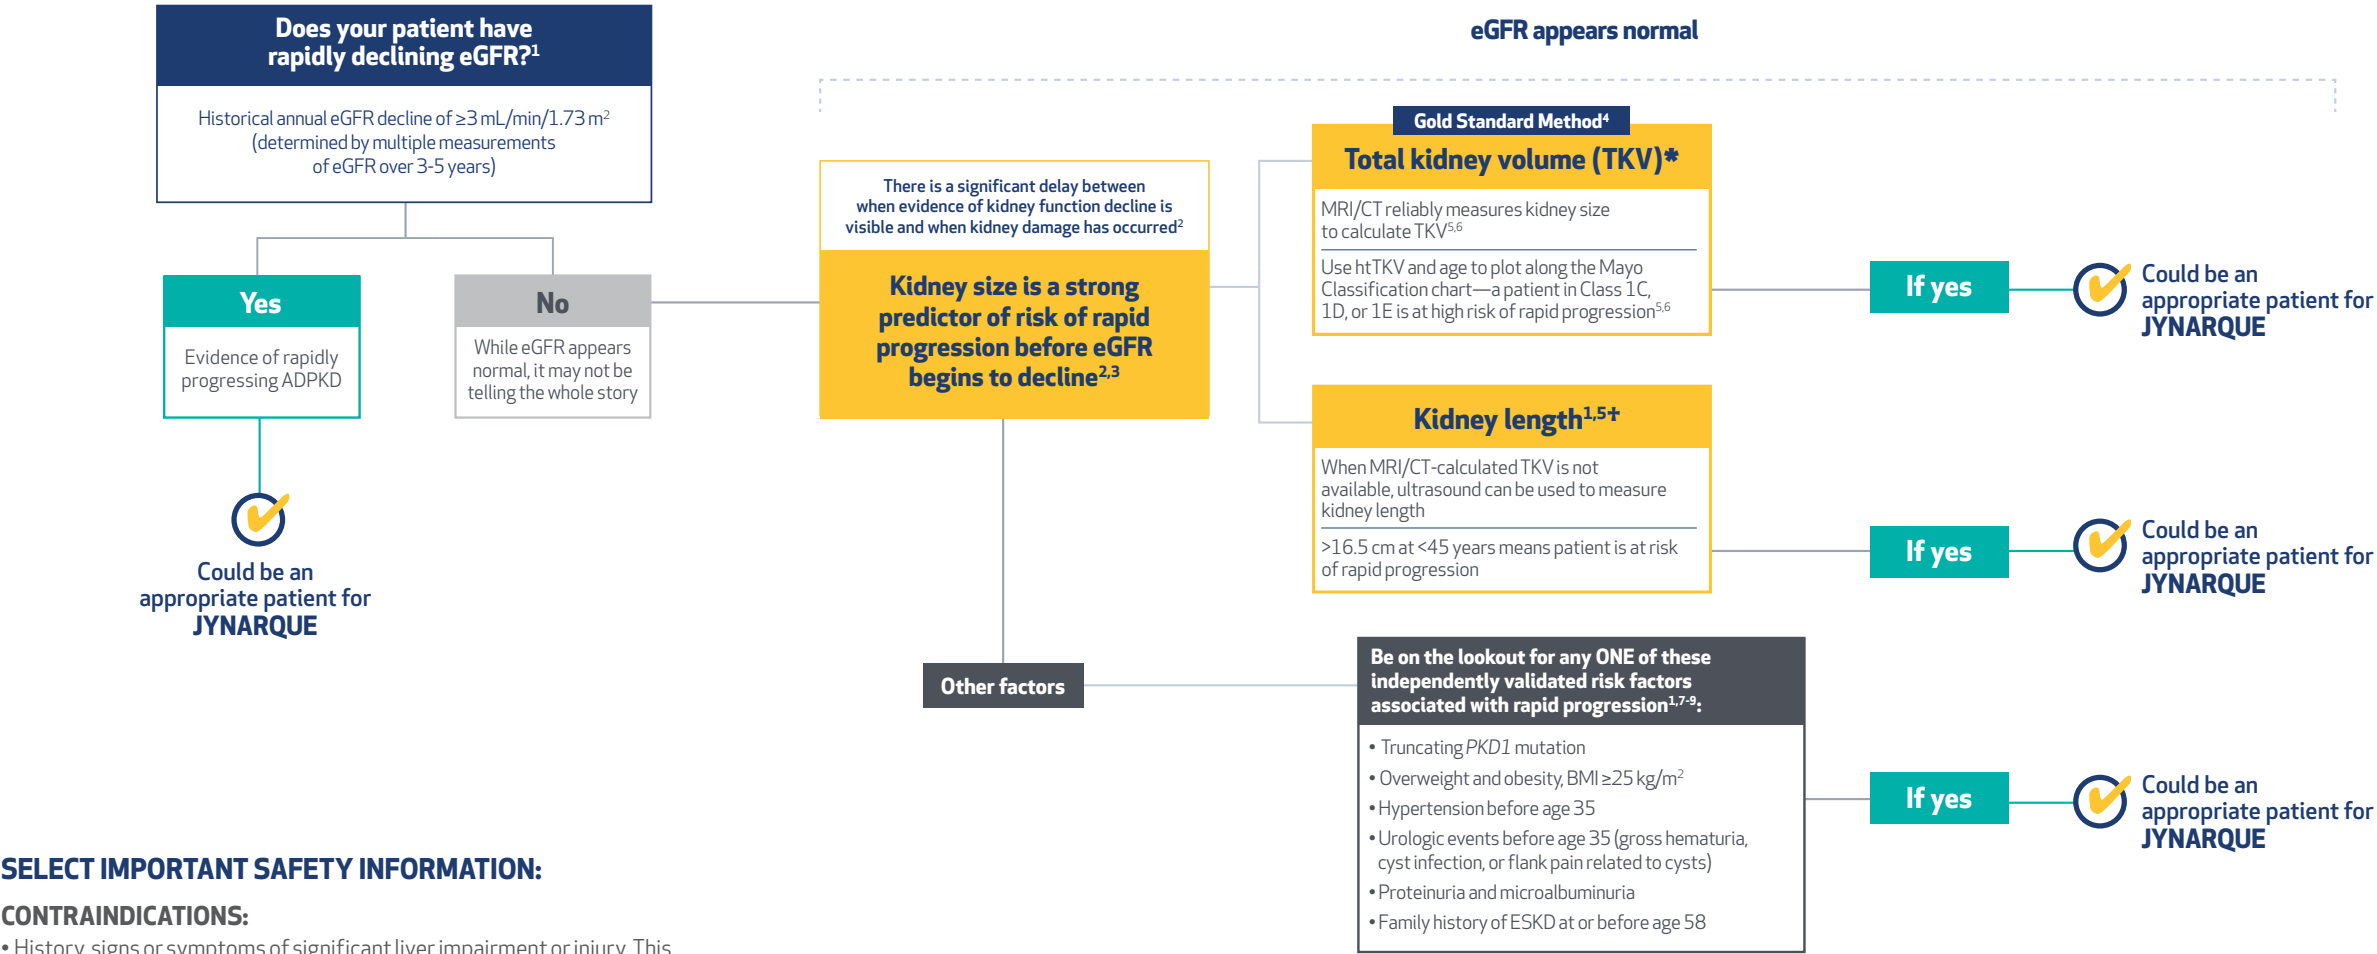 Does your patient have
rapidly declining eGFR?1
Historical annual eGFR decline of ≥3 mL/min/1.73 m2
(determined by multiple measurements
of eGFR over 3-5 years)
Yes
Evidence of rapidly
progressing ADPKD
Could be an
appropriate patient for
JYNARQUE
No
While eGFR appears
normal, it may not be
telling the whole story
eGFR appears normal
There is a significant delay between
when evidence of kidney function decline is
visible and when kidney damage has occurred2
Kidney size is a strong
predictor of risk of rapid
progression before eGFR
begins to decline2,3
Gold Standard Method4
Total kidney volume (TKV)*
MRI/CT reliably measures kidney size
to calculate TKV5,6
Use htTKV and age to plot along the Mayo
Classification chart—a patient in Class 1C,
1D, or 1E is at high risk of rapid progression5,6
If yes
Could be an
appropriate patient for
JYNARQUE
Kidney length1,5†
When MRI/CT-calculated TKV is not
available, ultrasound can be used to measure
kidney length
>16.5 cm at <45 years means patient is at risk
of rapid progression
If yes
Could be an
appropriate patient for
JYNARQUE
Other factors
Be on the lookout for any ONE of these
independently validated risk factors
associated with rapid progression1,7-9:
• Truncating PKD1 mutation
• Overweight and obesity, BMI ≥25 kg/m2
• Hypertension before age 35
• Urologic events before age 35 (gross hematuria,
cyst infection, or flank pain related to cysts)
• Proteinuria and microalbuminuria
• Family history of ESKD at or before age 58
If yes
Could be an
appropriate patient for
JYNARQUE
SELECT IMPORTANT SAFETY INFORMATION:
CONTRAINDICATIONS:
• History, signs or symptoms of significant liver impairment or injury. This